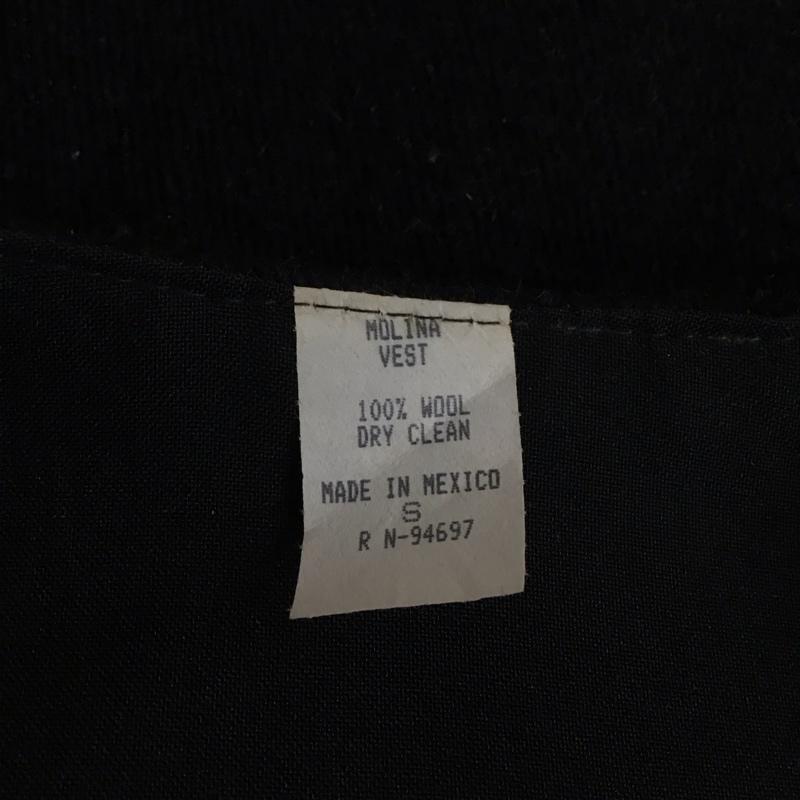 MOLINA
VEST
100% WOOL
DRY CLEAN
MADE IN MEXICO
S
R N-94697